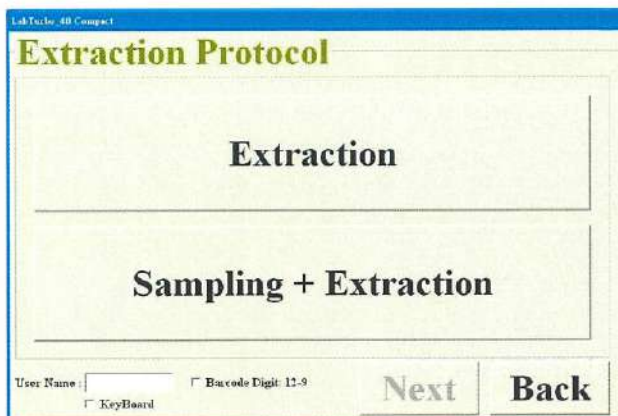 LabTurbo_48 Compact
Extraction Protocol
Extraction
Sampling + Extraction
User Name :
Barcode Digit: 12-9
Next
Back
KeyBoard